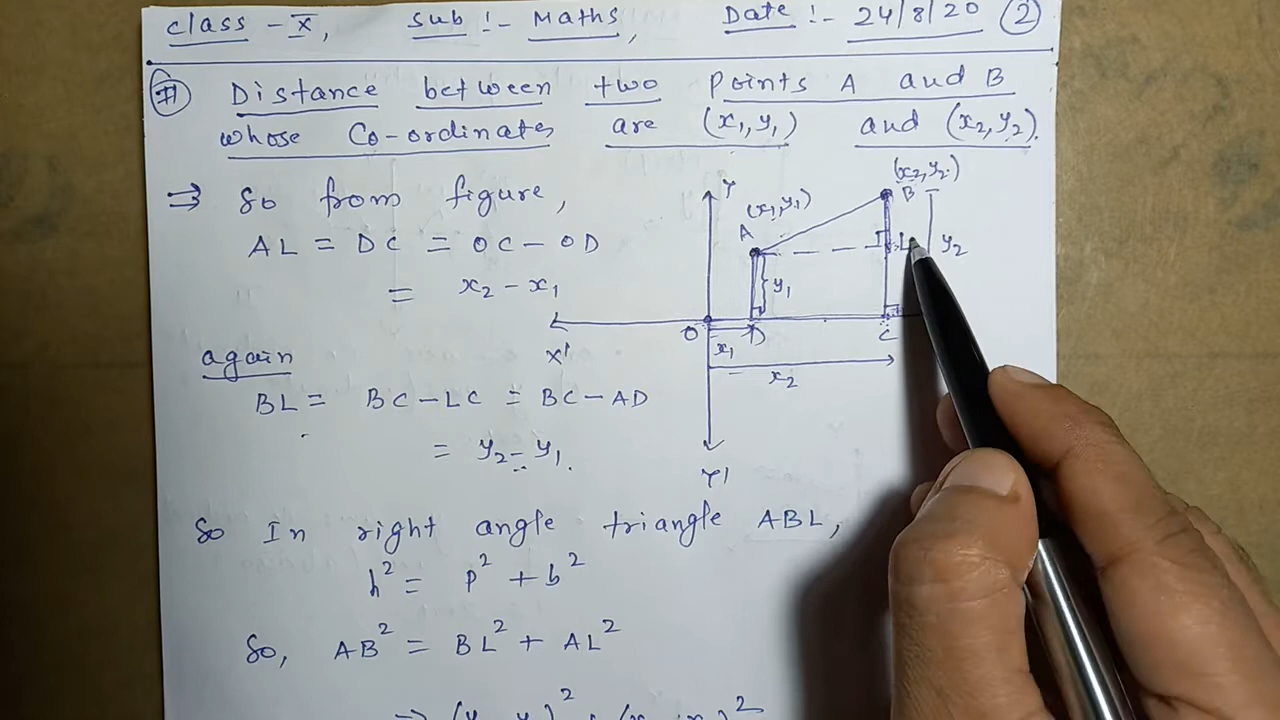 class - X, Sub :- Maths, Date :- 24/8/20 (2)
# Distance between two Points A and B
whose Co-ordinates are (x₁, y₁) and (x₂, y₂).
⇒ So from figure,
AL = DC = OC - OD
= x₂ - x₁
again
BL = BC - LC = BC - AD
= y₂ - y₁.
So In right angle triangle ABL,
h² = p² + b²
So, AB² = BL² + AL²
(x₂, y₂)
Y B
(x₁, y₁)
A L y₂
y₁
O D C
X' x₁
x₂
Y'